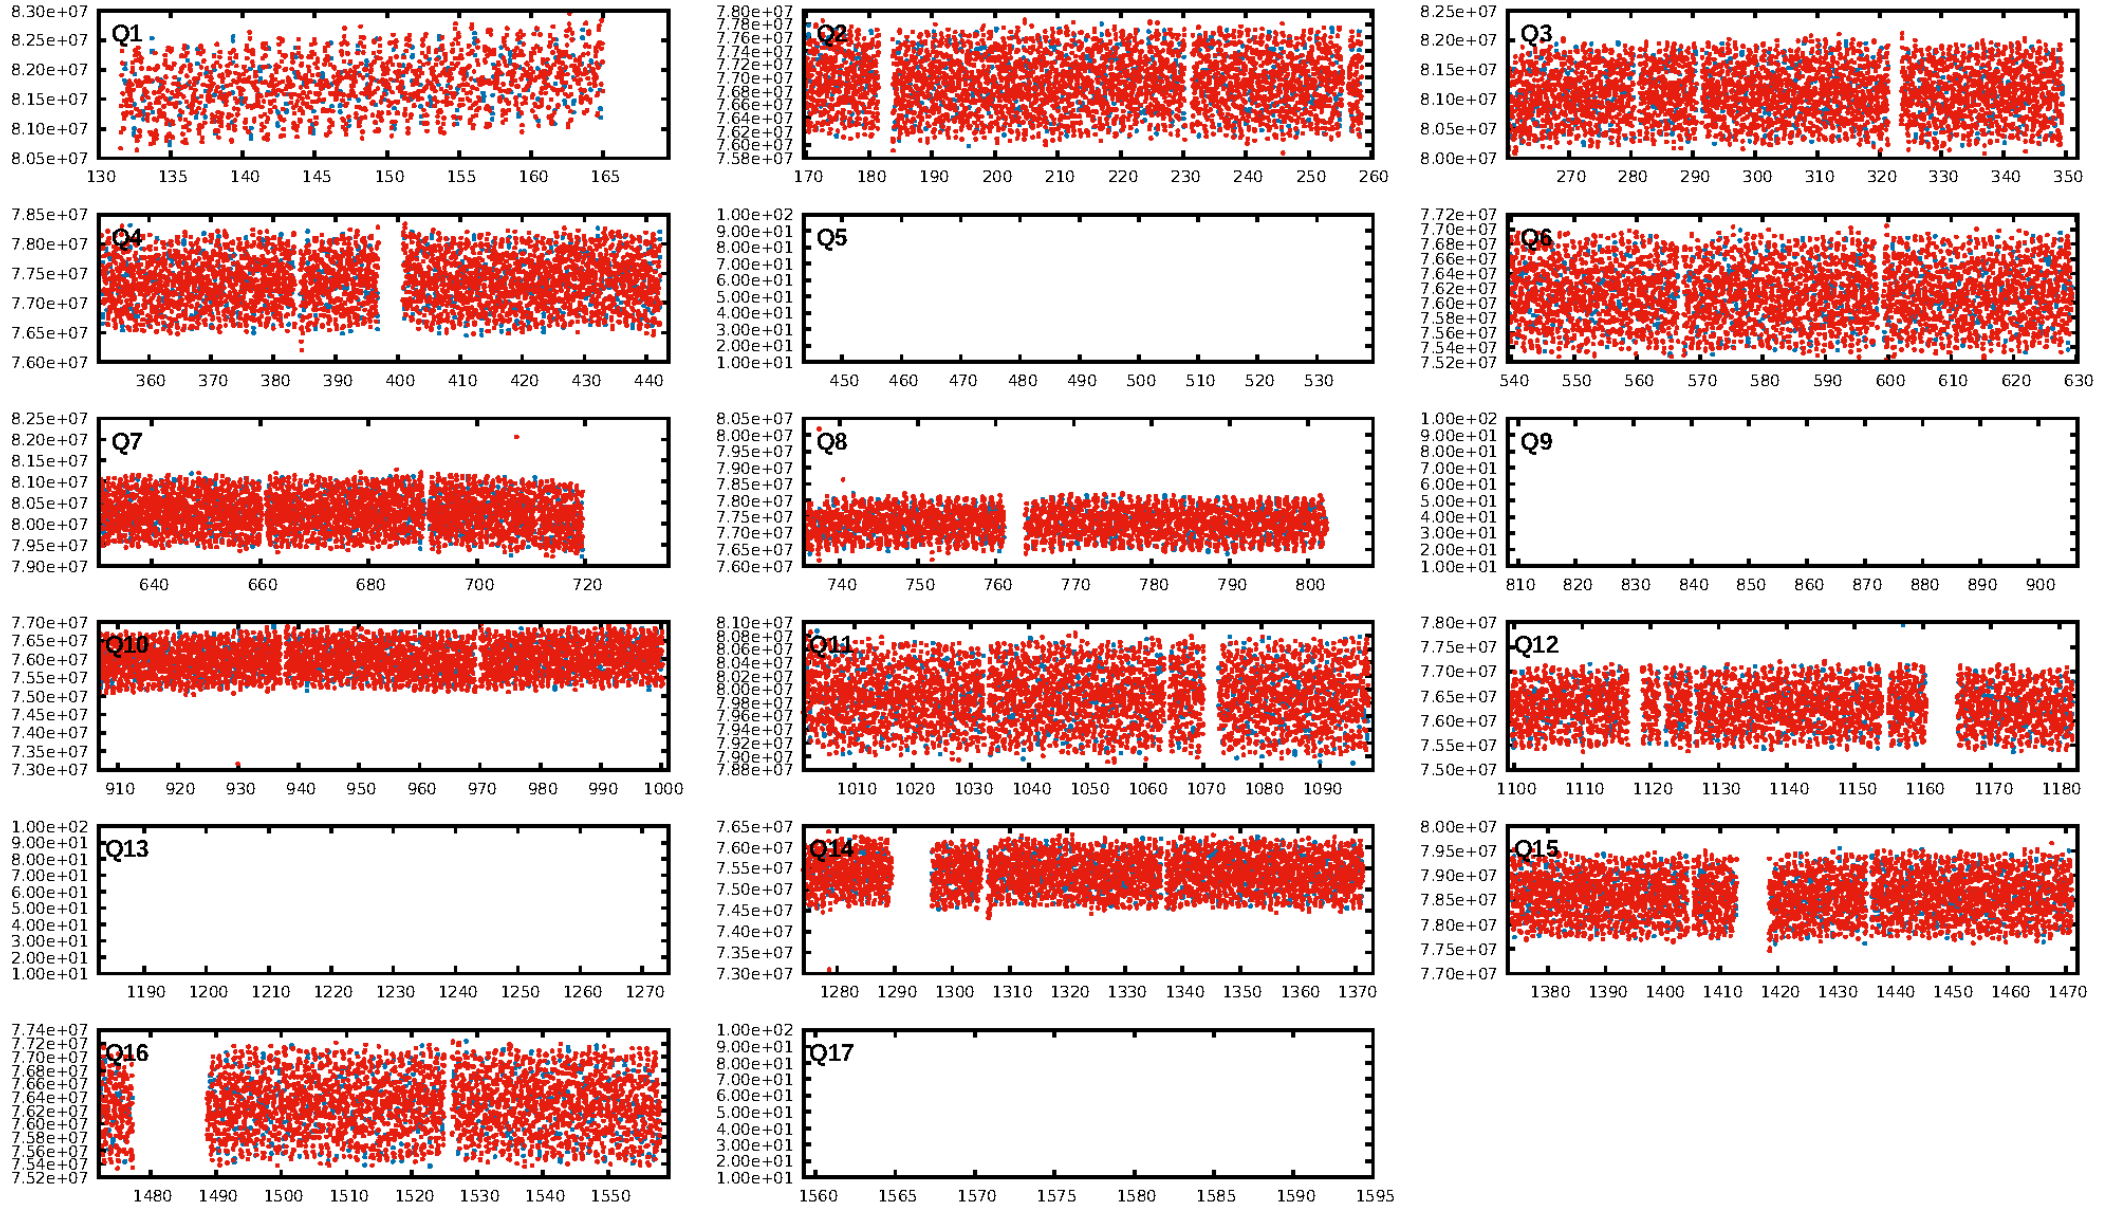 8.30e+07
Q1
8.25e+07
8.20e+07
8.15e+07
8.10e+07
8.05e+07
130 135 140 145 150 155 160 165
7.80e+07
7.78e+07
Q2
7.76e+07
7.74e+07
7.72e+07
7.70e+07
7.68e+07
7.66e+07
7.64e+07
7.62e+07
7.60e+07
7.58e+07
170 180 190 200 210 220 230 240 250 260
8.25e+07
Q3
8.20e+07
8.15e+07
8.10e+07
8.05e+07
8.00e+07
270 280 290 300 310 320 330 340 350
7.85e+07
Q4
7.80e+07
7.75e+07
7.70e+07
7.65e+07
7.60e+07
360 370 380 390 400 410 420 430 440
1.00e+02
9.00e+01
Q5
8.00e+01
7.00e+01
6.00e+01
5.00e+01
4.00e+01
3.00e+01
2.00e+01
1.00e+01
450 460 470 480 490 500 510 520 530
7.72e+07
7.70e+07
Q6
7.68e+07
7.66e+07
7.64e+07
7.62e+07
7.60e+07
7.58e+07
7.56e+07
7.54e+07
7.52e+07
540 550 560 570 580 590 600 610 620 630
8.25e+07
Q7
8.20e+07
8.15e+07
8.10e+07
8.05e+07
8.00e+07
7.95e+07
7.90e+07
640 660 680 700 720
8.05e+07
8.00e+07
Q8
7.95e+07
7.90e+07
7.85e+07
7.80e+07
7.75e+07
7.70e+07
7.65e+07
7.60e+07
740 750 760 770 780 790 800
1.00e+02
9.00e+01
Q9
8.00e+01
7.00e+01
6.00e+01
5.00e+01
4.00e+01
3.00e+01
2.00e+01
1.00e+01
810 820 830 840 850 860 870 880 890 900
7.70e+07
7.65e+07
Q10
7.60e+07
7.55e+07
7.50e+07
7.45e+07
7.40e+07
7.35e+07
7.30e+07
910 920 930 940 950 960 970 980 990 1000
8.10e+07
8.08e+07
Q11
8.06e+07
8.04e+07
8.02e+07
8.00e+07
7.98e+07
7.96e+07
7.94e+07
7.92e+07
7.90e+07
7.88e+07
1010 1020 1030 1040 1050 1060 1070 1080 1090
7.80e+07
Q12
7.75e+07
7.70e+07
7.65e+07
7.60e+07
7.55e+07
7.50e+07
1100 1110 1120 1130 1140 1150 1160 1170 1180
1.00e+02
9.00e+01
Q13
8.00e+01
7.00e+01
6.00e+01
5.00e+01
4.00e+01
3.00e+01
2.00e+01
1.00e+01
1190 1200 1210 1220 1230 1240 1250 1260 1270
7.65e+07
Q14
7.60e+07
7.55e+07
7.50e+07
7.45e+07
7.40e+07
7.35e+07
7.30e+07
1280 1290 1300 1310 1320 1330 1340 1350 1360 1370
8.00e+07
Q15
7.95e+07
7.90e+07
7.85e+07
7.80e+07
7.75e+07
7.70e+07
1380 1390 1400 1410 1420 1430 1440 1450 1460 1470
7.74e+07
7.72e+07
Q16
7.70e+07
7.68e+07
7.66e+07
7.64e+07
7.62e+07
7.60e+07
7.58e+07
7.56e+07
7.54e+07
7.52e+07
1480 1490 1500 1510 1520 1530 1540 1550
1.00e+02
9.00e+01
Q17
8.00e+01
7.00e+01
6.00e+01
5.00e+01
4.00e+01
3.00e+01
2.00e+01
1.00e+01
1560 1565 1570 1575 1580 1585 1590 1595